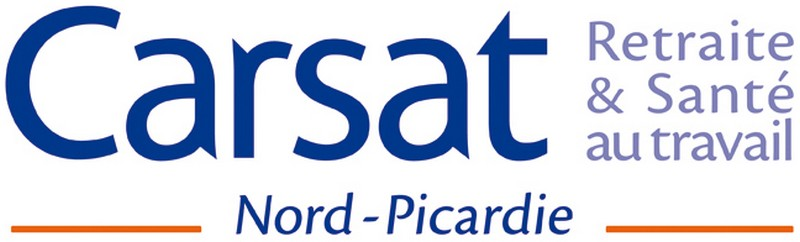 Carsat
Retraite
& Santé
au travail
Nord-Picardie